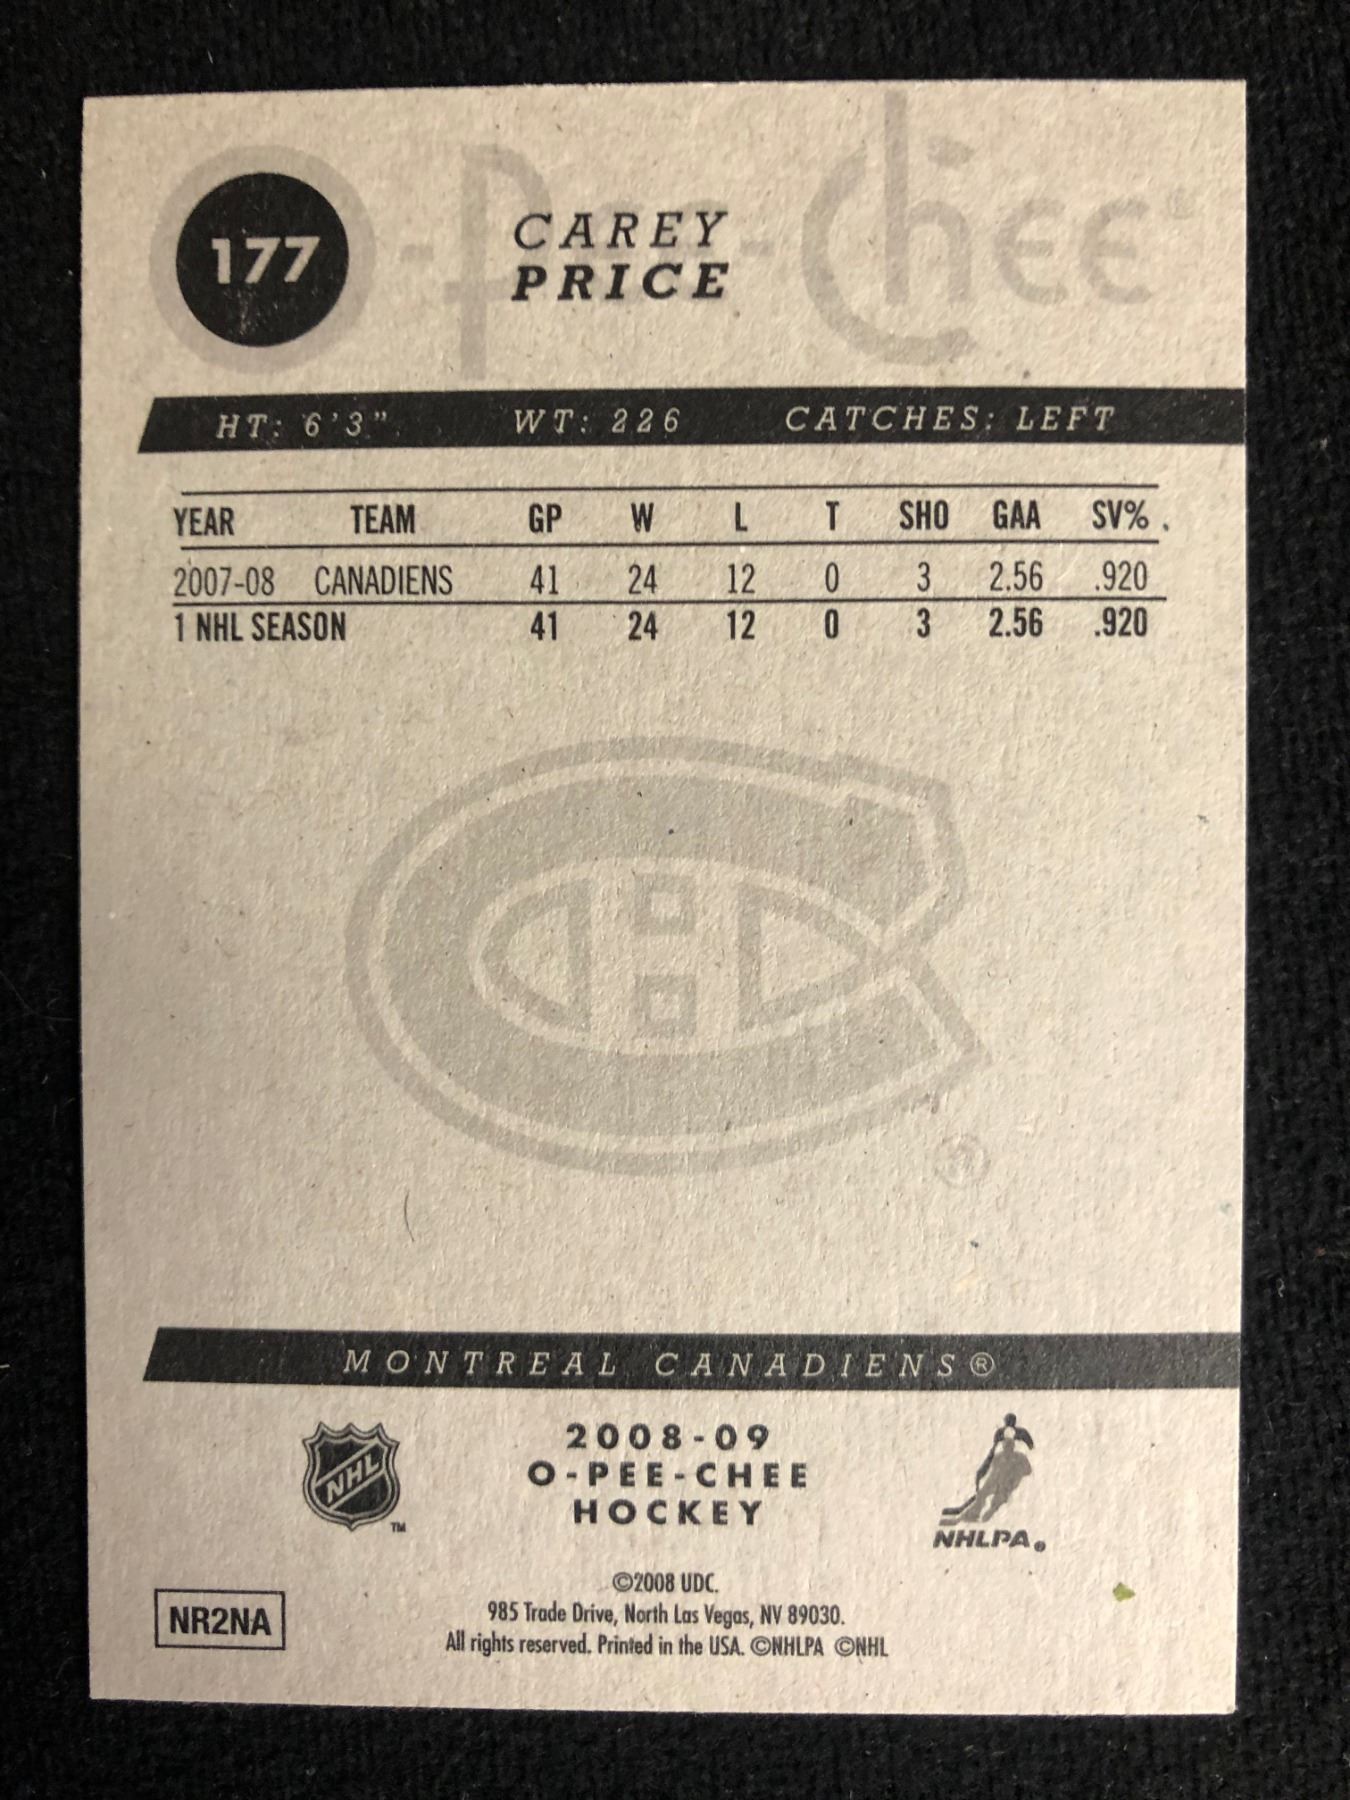 O-Pee-Chee®
177
CAREY
PRICE
HT: 6'3" WT: 226 CATCHES: LEFT
YEAR TEAM GP W L T SHO GAA SV% .
2007-08 CANADIENS 41 24 12 0 3 2.56 .920
1 NHL SEASON 41 24 12 0 3 2.56 .920
CH
®
MONTREAL CANADIENS®
NHL TM
2008-09
O-PEE-CHEE
HOCKEY
NHLPA®
©2008 UDC.
985 Trade Drive, North Las Vegas, NV 89030.
All rights reserved. Printed in the USA. ©NHLPA ©NHL
NR2NA